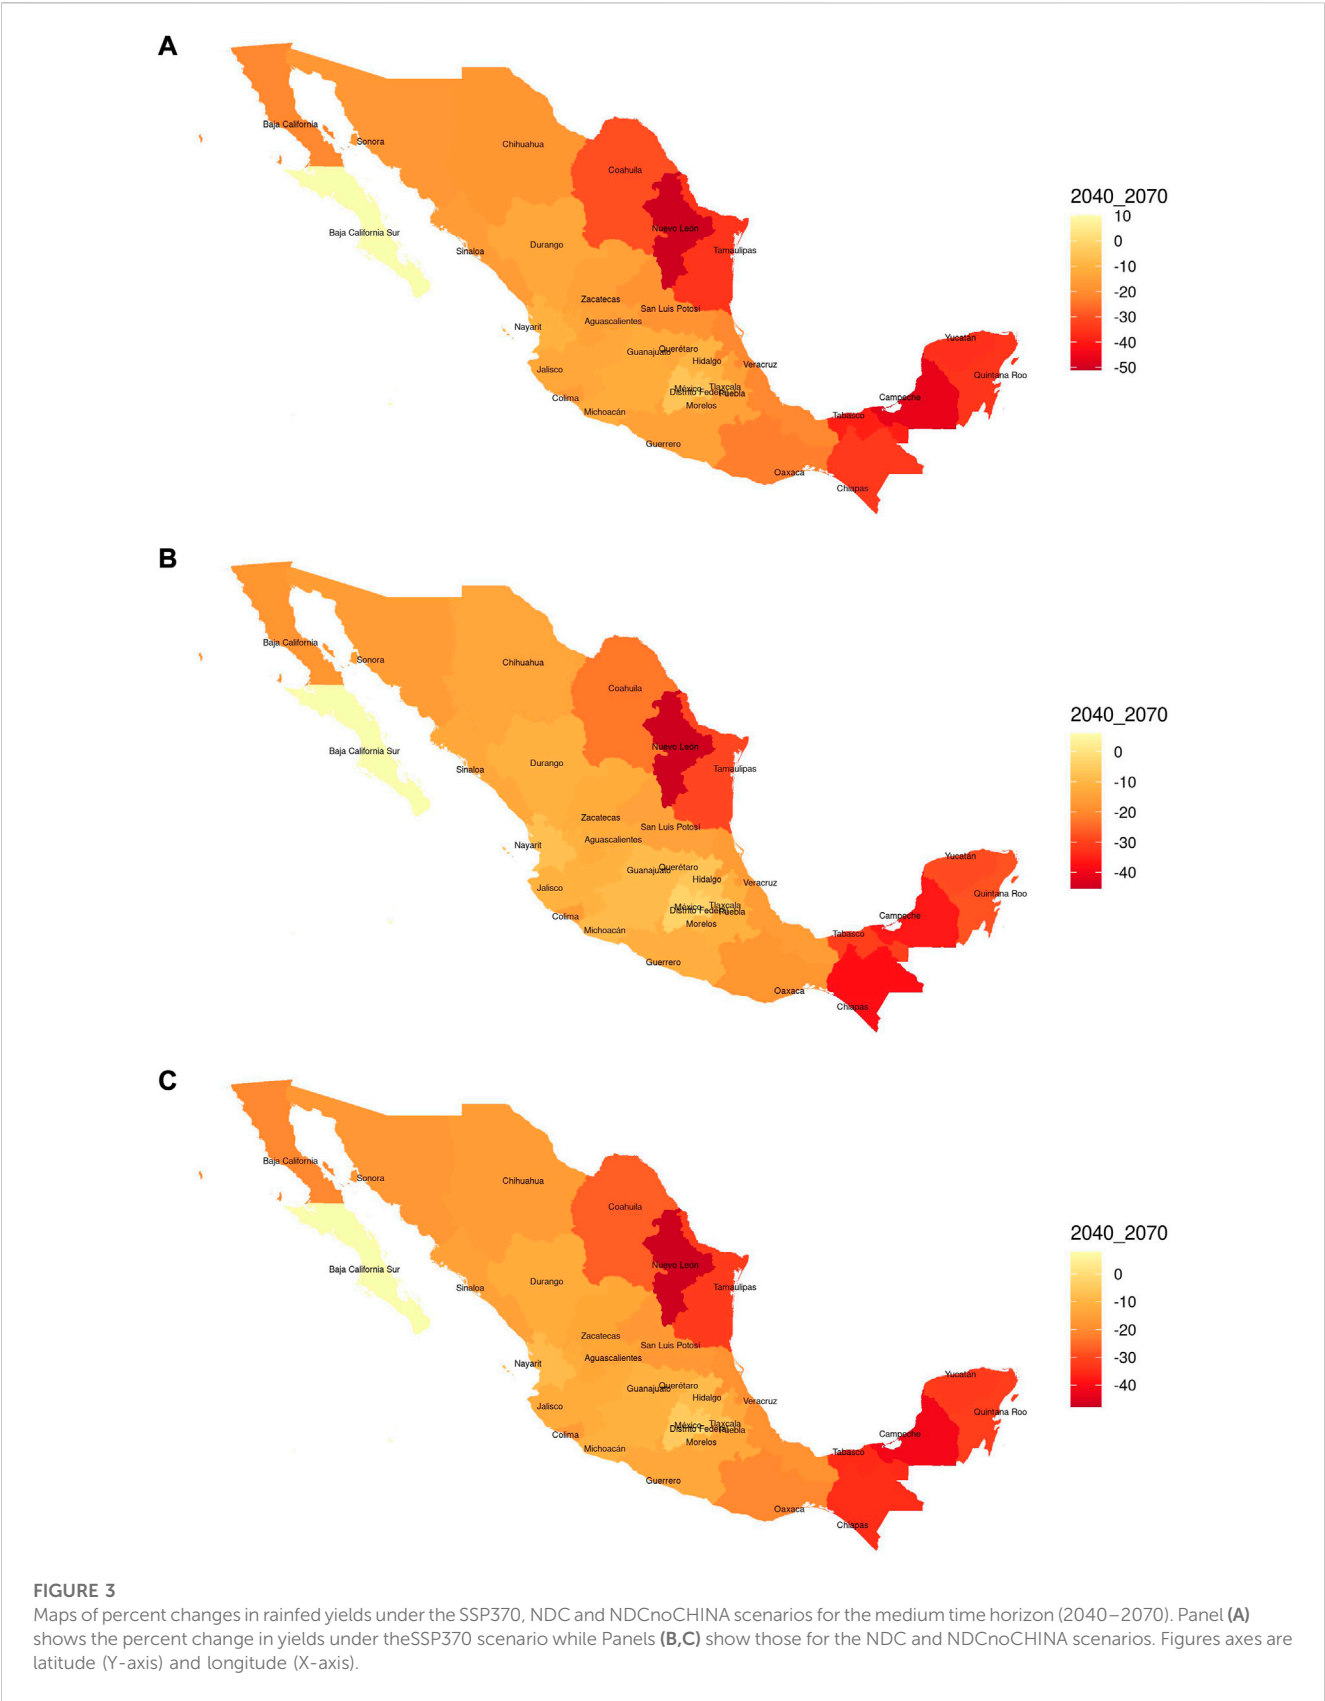 A
Baja California
Sonora
Chihuahua
Coahuila
Nuevo León
Baja California Sur
Sinaloa
Durango
Tamaulipas
Zacatecas
San Luis Potosí
Aguascalientes
Nayarit
Guanajuato
Querétaro
Hidalgo
Veracruz
Jalisco
México
Tlaxcala
Distrito Federal
Puebla
Colima
Morelos
Michoacán
Guerrero
Oaxaca
Yucatán
Quintana Roo
Campeche
Tabasco
Chiapas
2040_2070
10
0
-10
-20
-30
-40
-50
B
Baja California
Sonora
Chihuahua
Coahuila
Nuevo León
Baja California Sur
Sinaloa
Durango
Tamaulipas
Zacatecas
San Luis Potosí
Aguascalientes
Nayarit
Guanajuato
Querétaro
Hidalgo
Veracruz
Jalisco
México
Tlaxcala
Distrito Federal
Puebla
Colima
Morelos
Michoacán
Guerrero
Oaxaca
Yucatán
Quintana Roo
Campeche
Tabasco
Chiapas
2040_2070
0
-10
-20
-30
-40
C
Baja California
Sonora
Chihuahua
Coahuila
Nuevo León
Baja California Sur
Sinaloa
Durango
Tamaulipas
Zacatecas
San Luis Potosí
Aguascalientes
Nayarit
Guanajuato
Querétaro
Hidalgo
Veracruz
Jalisco
México
Tlaxcala
Distrito Federal
Puebla
Colima
Morelos
Michoacán
Guerrero
Oaxaca
Yucatán
Quintana Roo
Campeche
Tabasco
Chiapas
2040_2070
0
-10
-20
-30
-40
FIGURE 3
Maps of percent changes in rainfed yields under the SSP370, NDC and NDCnoCHINA scenarios for the medium time horizon (2040–2070). Panel (A)
shows the percent change in yields under theSSP370 scenario while Panels (B,C) show those for the NDC and NDCnoCHINA scenarios. Figures axes are
latitude (Y-axis) and longitude (X-axis).